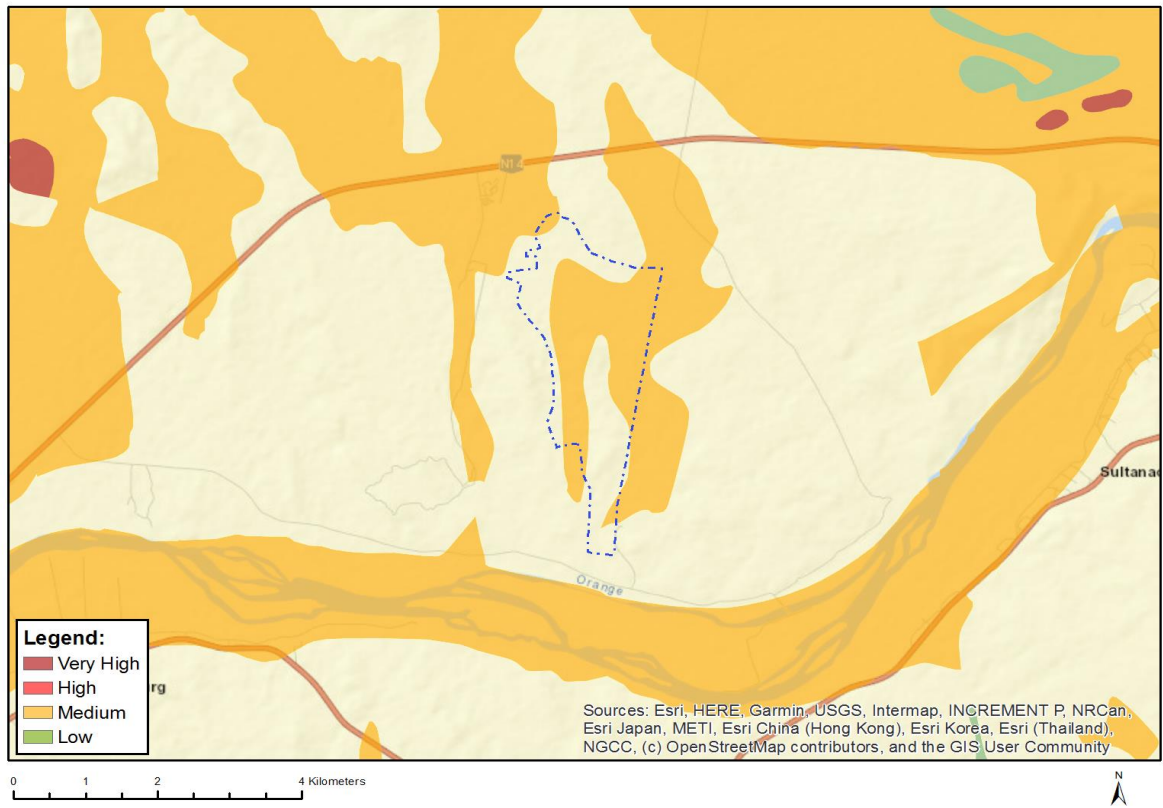 N14
Sultanad
Orange
Legend:
Very High
rg
High
Medium
Low
Sources: Esri, HERE, Garmin, USGS, Intermap, INCREMENT P, NRCan,
Esri Japan, METI, Esri China (Hong Kong), Esri Korea, Esri (Thailand),
NGCC, (c) OpenStreetMap contributors, and the GIS User Community
0 1 2 4 Kilometers
N